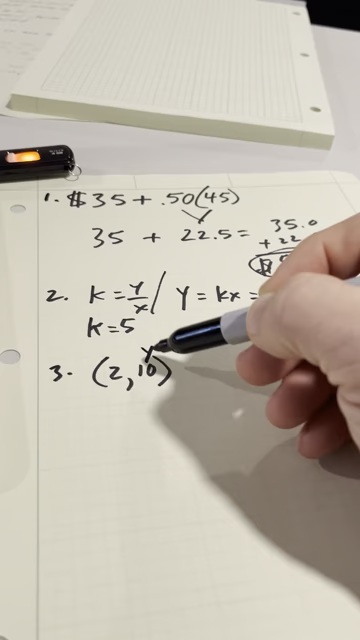 1. $35 + .50(45)
35 + 22.5 = 35.0
+ 22
$
2. k = y/x / y = kx =
k = 5
y
3. (2, 10)